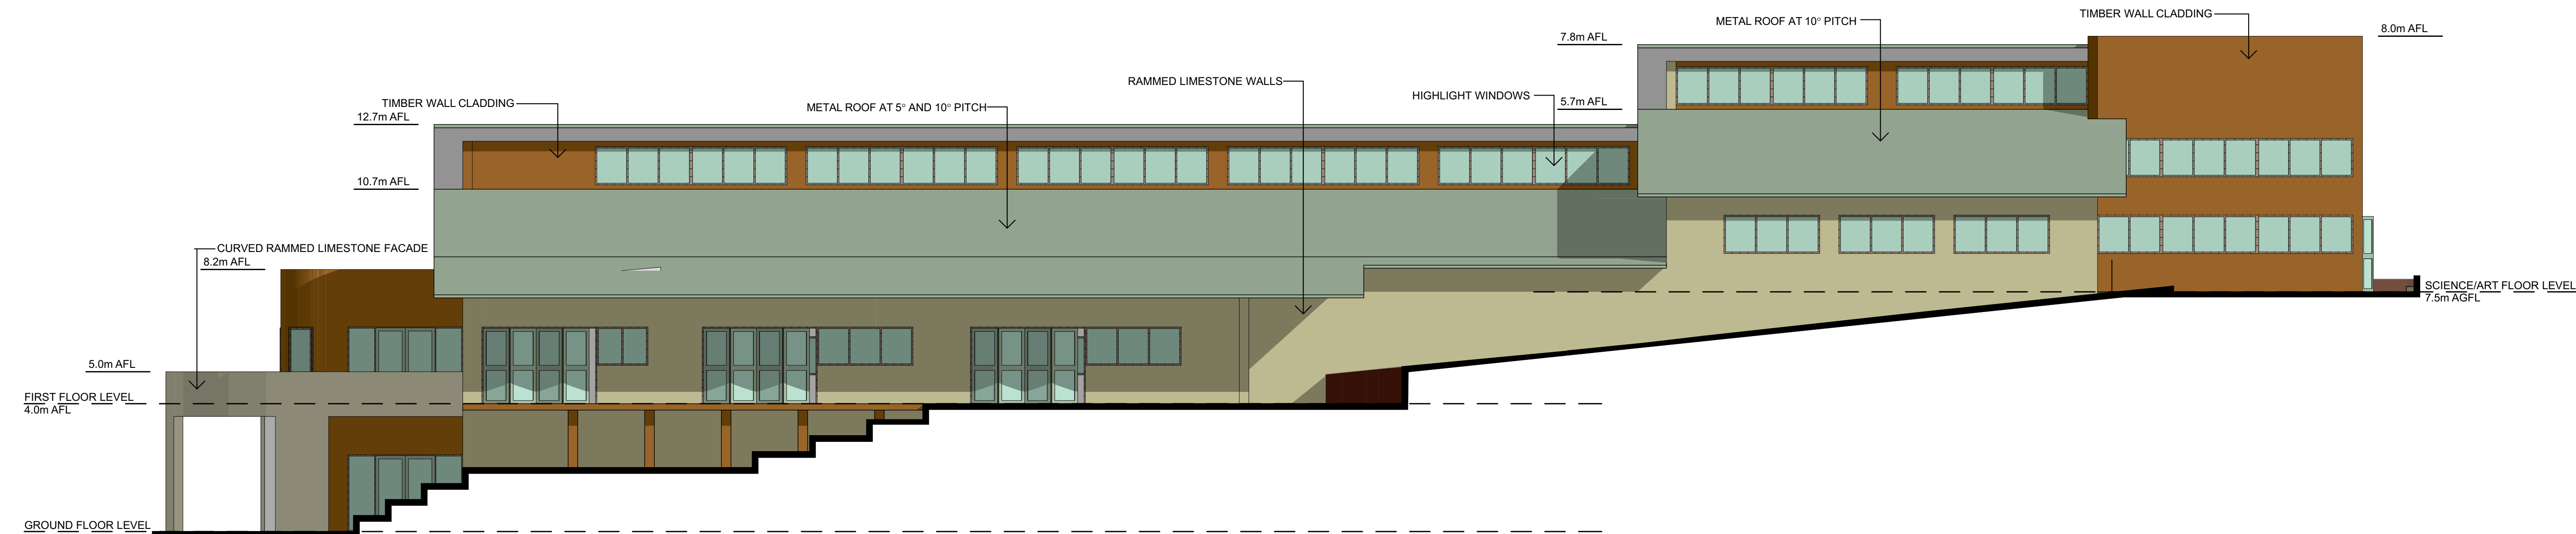 TIMBER WALL CLADDING
METAL ROOF AT 10° PITCH
8.0m AFL
7.8m AFL
RAMMED LIMESTONE WALLS
HIGHLIGHT WINDOWS
5.7m AFL
TIMBER WALL CLADDING
METAL ROOF AT 5° AND 10° PITCH
12.7m AFL
10.7m AFL
CURVED RAMMED LIMESTONE FACADE
8.2m AFL
SCIENCE/ART FLOOR LEVEL
7.5m AGFL
5.0m AFL
FIRST FLOOR LEVEL
4.0m AFL
GROUND FLOOR LEVEL